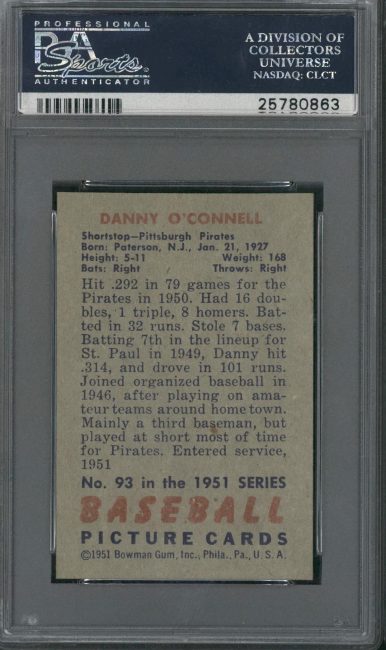 PROFESSIONAL
PSA
Sports
AUTHENTICATOR
A DIVISION OF
COLLECTORS
UNIVERSE
NASDAQ: CLCT
25780863
DANNY O'CONNELL
Shortstop—Pittsburgh Pirates
Born: Paterson, N.J., Jan. 21, 1927
Height: 5-11 Weight: 168
Bats: Right Throws: Right
Hit .292 in 79 games for the
Pirates in 1950. Had 16 dou-
bles, 1 triple, 8 homers. Bat-
ted in 32 runs. Stole 7 bases.
Batting 7th in the lineup for
St. Paul in 1949, Danny hit
.314, and drove in 101 runs.
Joined organized baseball in
1946, after playing on ama-
teur teams around home town.
Mainly a third baseman, but
played at short most of time
for Pirates. Entered service,
1951
No. 93 in the 1951 SERIES
BASEBALL
PICTURE CARDS
©1951 Bowman Gum, Inc., Phila., Pa., U. S. A.